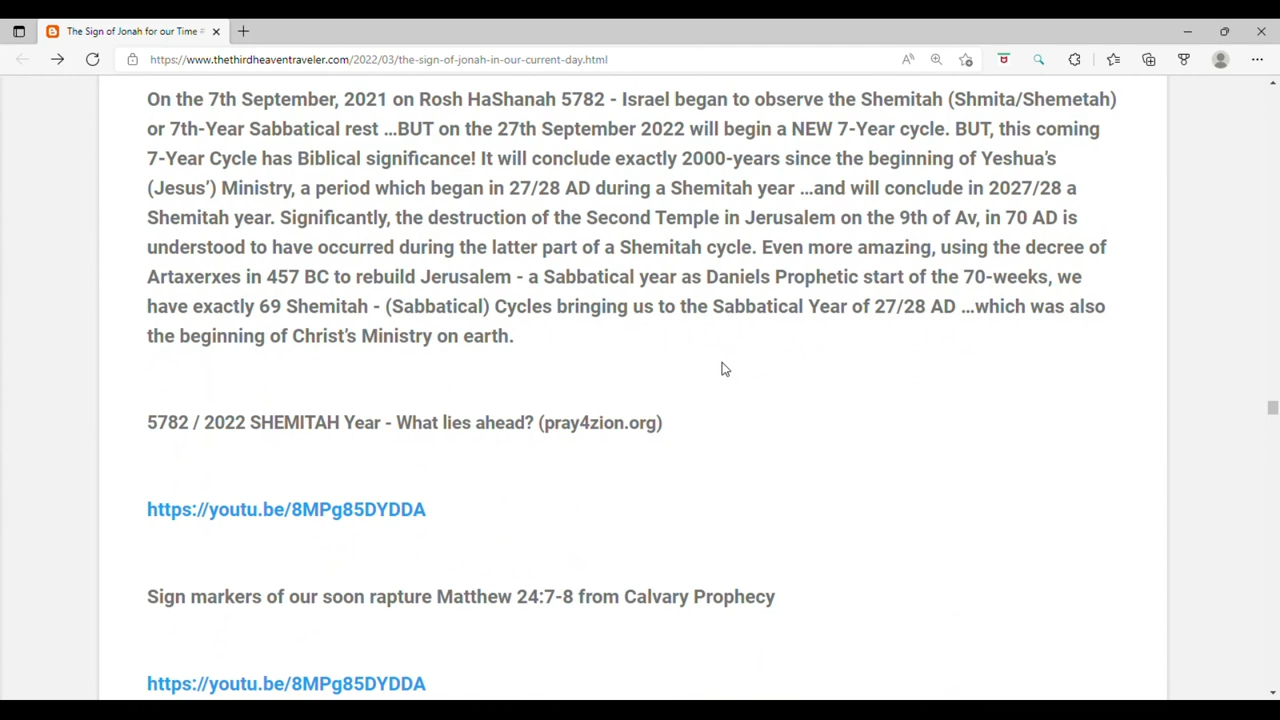 The Sign of Jonah for our Time
https://www.thethirdheaventraveler.com/2022/03/the-sign-of-jonah-in-our-current-day.html
On the 7th September, 2021 on Rosh HaShanah 5782 - Israel began to observe the Shemitah (Shmita/Shemetah)
or 7th-Year Sabbatical rest ...BUT on the 27th September 2022 will begin a NEW 7-Year cycle. BUT, this coming
7-Year Cycle has Biblical significance! It will conclude exactly 2000-years since the beginning of Yeshua's
(Jesus') Ministry, a period which began in 27/28 AD during a Shemitah year ...and will conclude in 2027/28 a
Shemitah year. Significantly, the destruction of the Second Temple in Jerusalem on the 9th of Av, in 70 AD is
understood to have occurred during the latter part of a Shemitah cycle. Even more amazing, using the decree of
Artaxerxes in 457 BC to rebuild Jerusalem - a Sabbatical year as Daniels Prophetic start of the 70-weeks, we
have exactly 69 Shemitah - (Sabbatical) Cycles bringing us to the Sabbatical Year of 27/28 AD ...which was also
the beginning of Christ's Ministry on earth.
5782 / 2022 SHEMITAH Year - What lies ahead? (pray4zion.org)
https://youtu.be/8MPg85DYDDA
Sign markers of our soon rapture Matthew 24:7-8 from Calvary Prophecy
https://youtu.be/8MPg85DYDDA